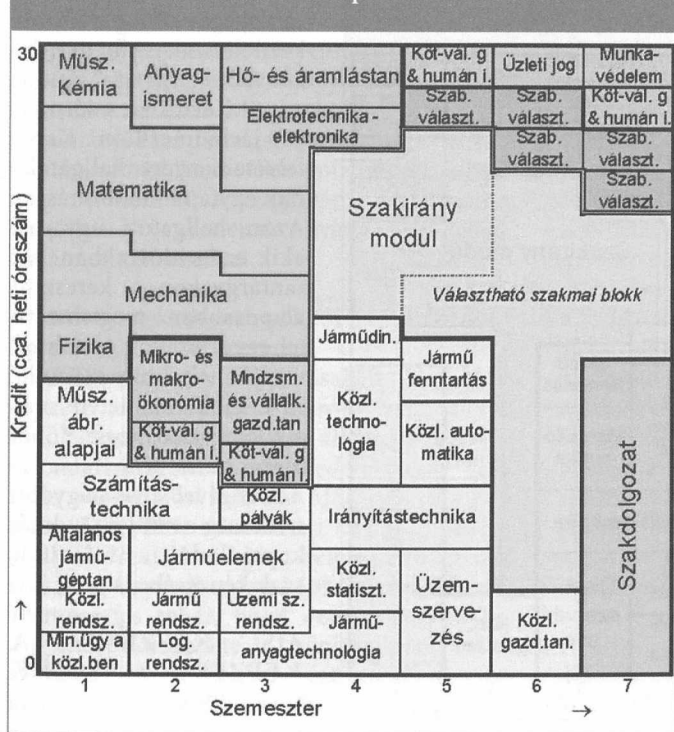 30
Kredit (cca. heti óraszám)
→
0
Műsz.
Kémia
Anyag-
ismeret
Hő- és áramlástan
Köt-vál. g
& humán i.
Üzleti jog
Munka-
védelem
Elektrotechnika -
elektronika
Szab.
választ.
Szab.
választ.
Köt-vál. g
& humán i.
Szab.
választ.
Szab.
választ.
Szab.
választ.
Matematika
Szakirány
modul
Mechanika
Választható szakmai blokk
Fizika
Mikro- és
makro-
ökonómia
Köt-vál. g
& humán i.
Mndzsm.
és vállalk.
gazd.tan
Köt-vál. g
& humán i.
Járműdin.
Jármű
fenntartás
Műsz.
ábr.
alapjai
Közl.
techno-
lógia
Közl. auto-
matika
Szakdolgozat
Számítás-
technika
Közl.
pályák
Irányítástechnika
Általános
jármű-
géptan
Járműelemek
Közl.
statiszt.
Üzem-
szerve-
zés
Közl.
rendsz.
Jármű
rendsz.
Üzemi sz.
rendsz.
Jármű-
anyagtechnológia
Közl.
gazd.tan.
Min.ügy a
közl.ben
Log.
rendsz.
1 2 3 4 5 6 7
Szemeszter →